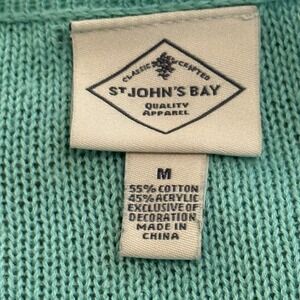 CLASSIC CRAFTED
ST JOHN'S BAY
QUALITY
APPAREL
M
55% COTTON
45% ACRYLIC
EXCLUSIVE OF
DECORATION
MADE IN
CHINA